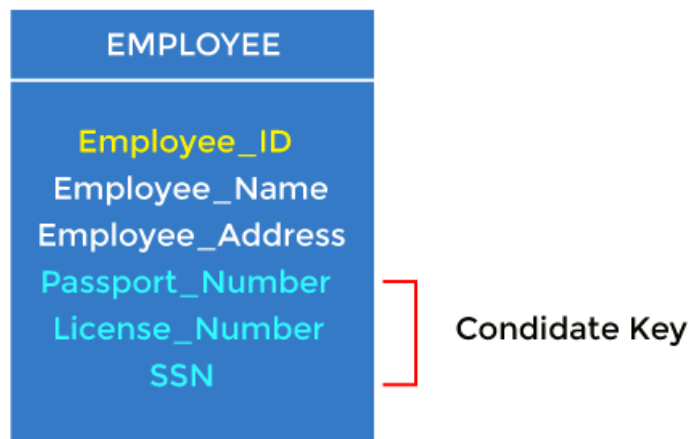 EMPLOYEE
Employee_ID
Employee_Name
Employee_Address
Passport_Number
License_Number
SSN
Condidate Key